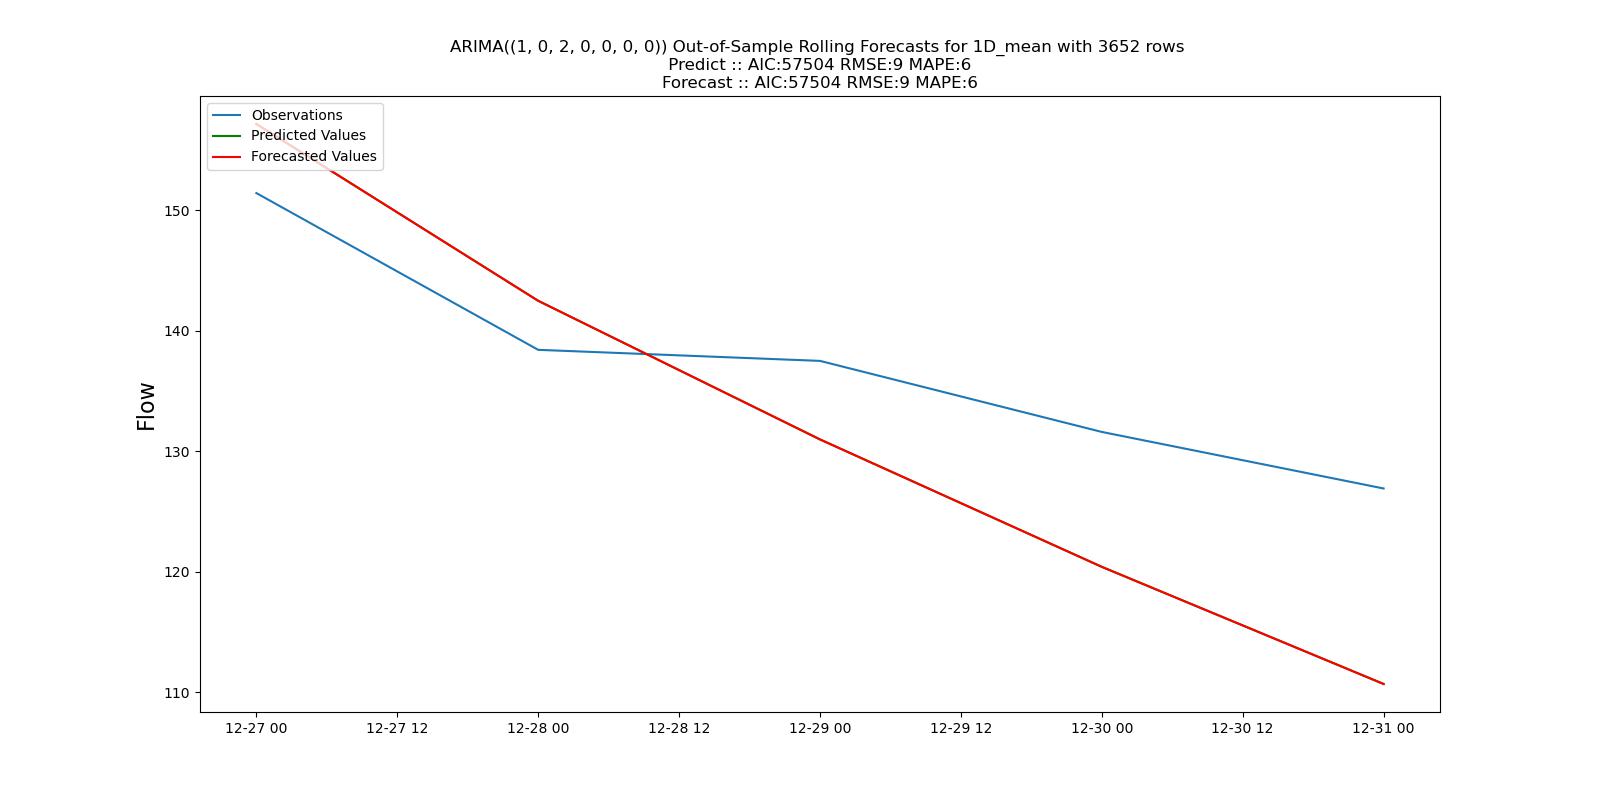 ARIMA((1, 0, 2, 0, 0, 0, 0)) Out-of-Sample Rolling Forecasts for 1D_mean with 3652 rows
Predict :: AIC:57504 RMSE:9 MAPE:6
Forecast :: AIC:57504 RMSE:9 MAPE:6
Observations
Predicted Values
Forecasted Values
150
140
130
120
110
Flow
12-27 00
12-27 12
12-28 00
12-28 12
12-29 00
12-29 12
12-30 00
12-30 12
12-31 00